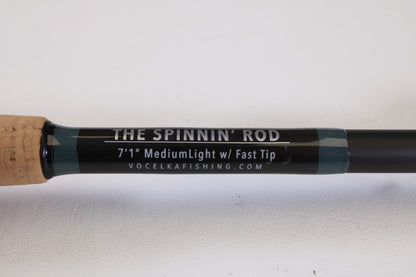 THE SPINNIN' ROD
7'1" MediumLight w/ Fast Tip
VOCELKAFISHING.COM